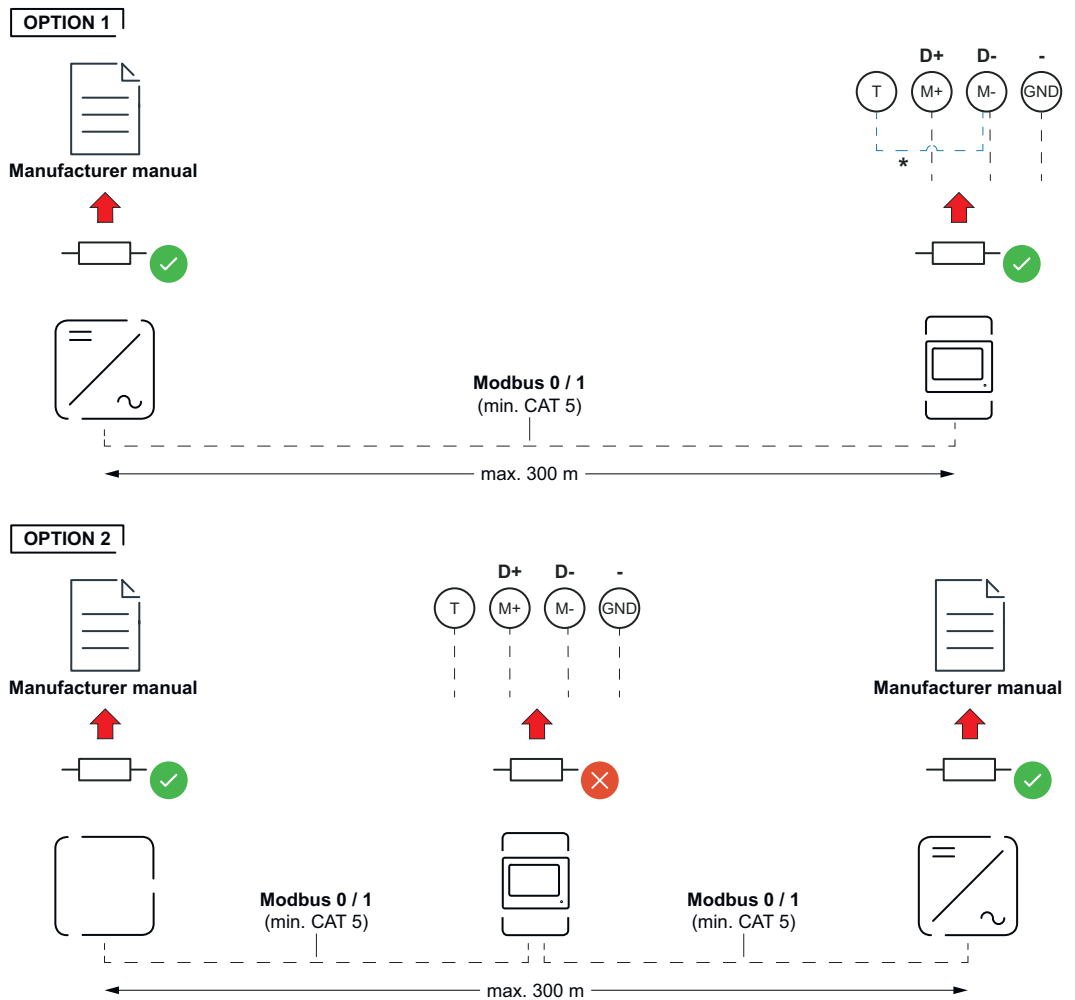 OPTION 1
D+ D- -
T M+ M- GND
Manufacturer manual
*
Modbus 0 / 1
(min. CAT 5)
max. 300 m
OPTION 2
D+ D- -
T M+ M- GND
Manufacturer manual
Manufacturer manual
Modbus 0 / 1
(min. CAT 5)
Modbus 0 / 1
(min. CAT 5)
max. 300 m